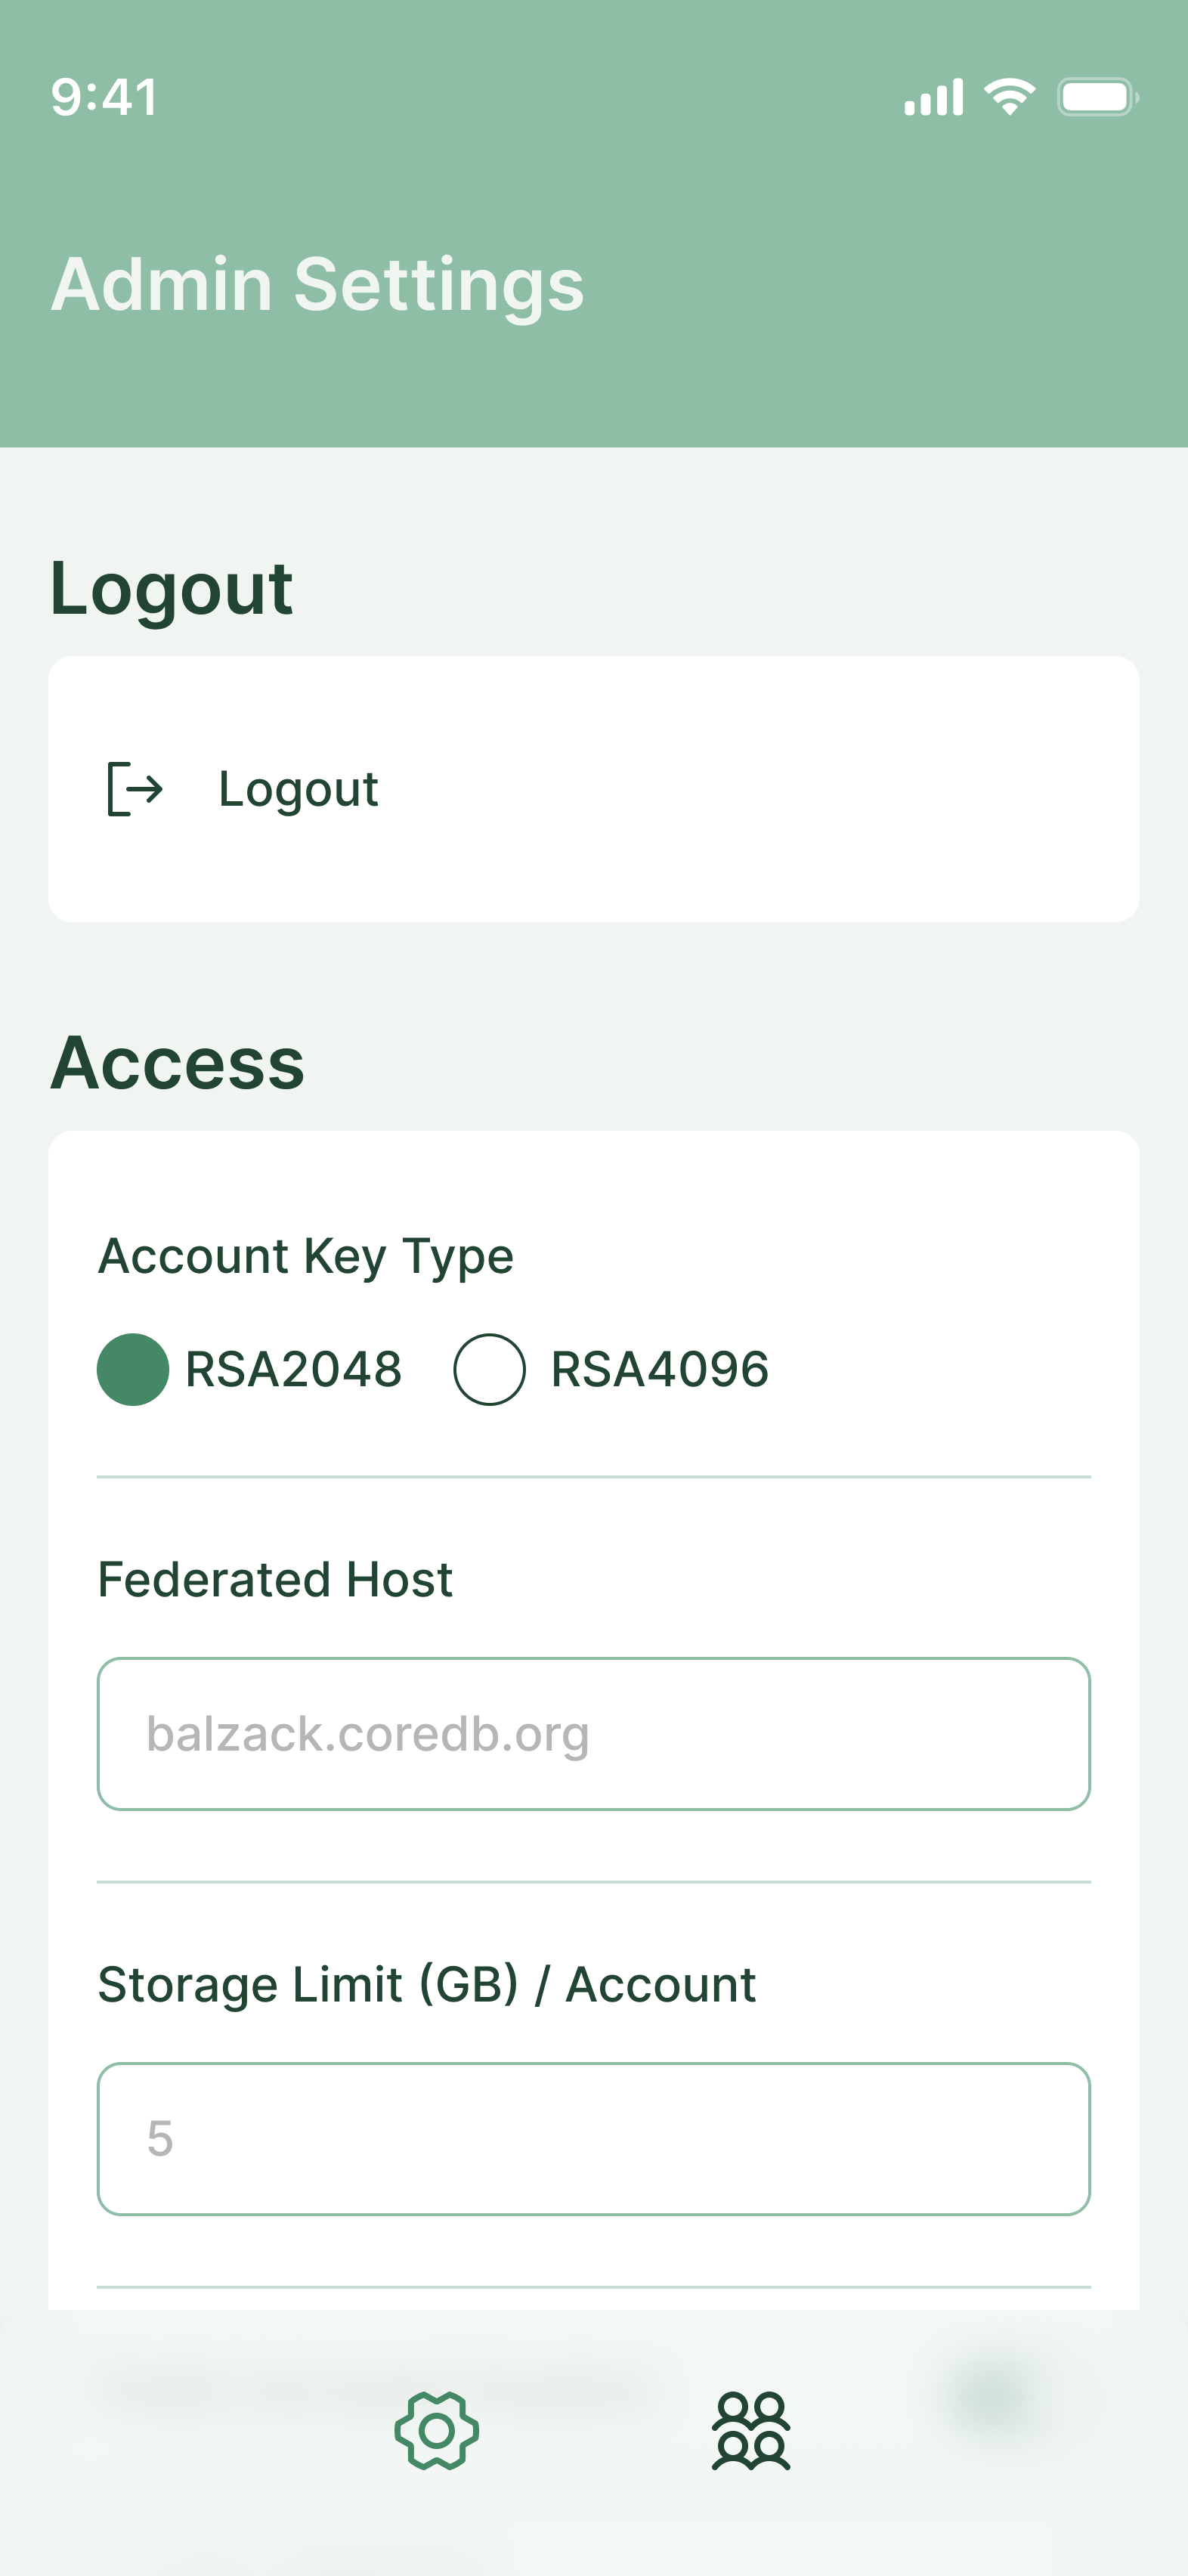 9:41
Admin Settings
Logout
Logout
Access
Account Key Type
RSA2048 RSA4096
Federated Host
balzack.coredb.org
Storage Limit (GB) / Account
5